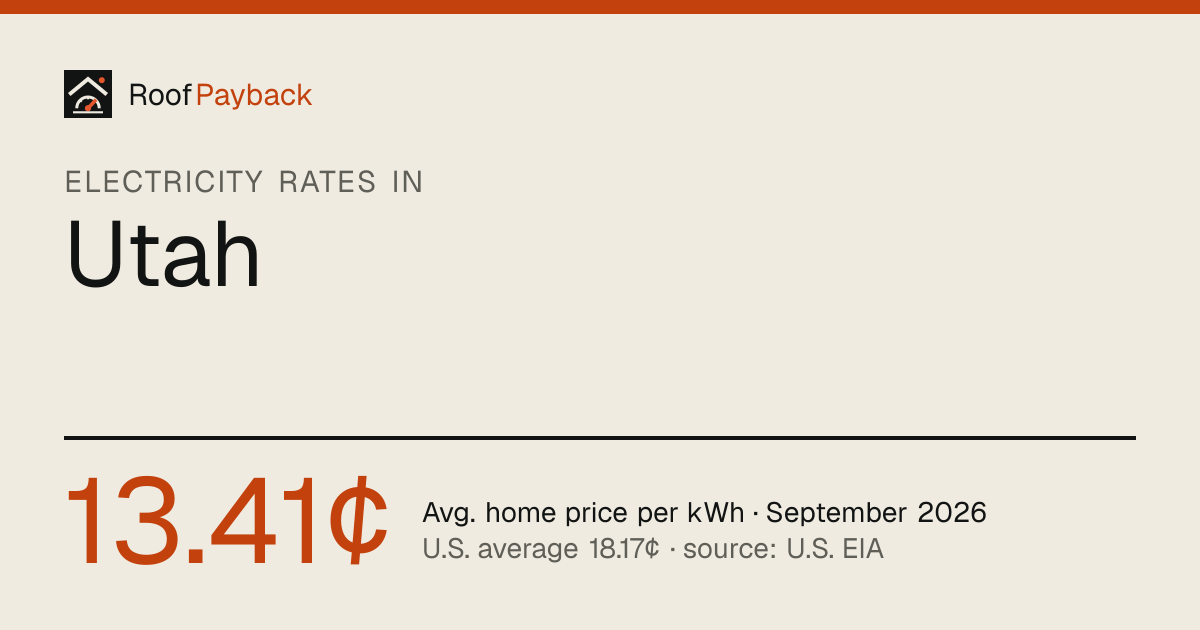 RoofPayback
ELECTRICITY RATES IN
Utah
13.41¢
Avg. home price per kWh · September 2026
U.S. average 18.17¢ · source: U.S. EIA